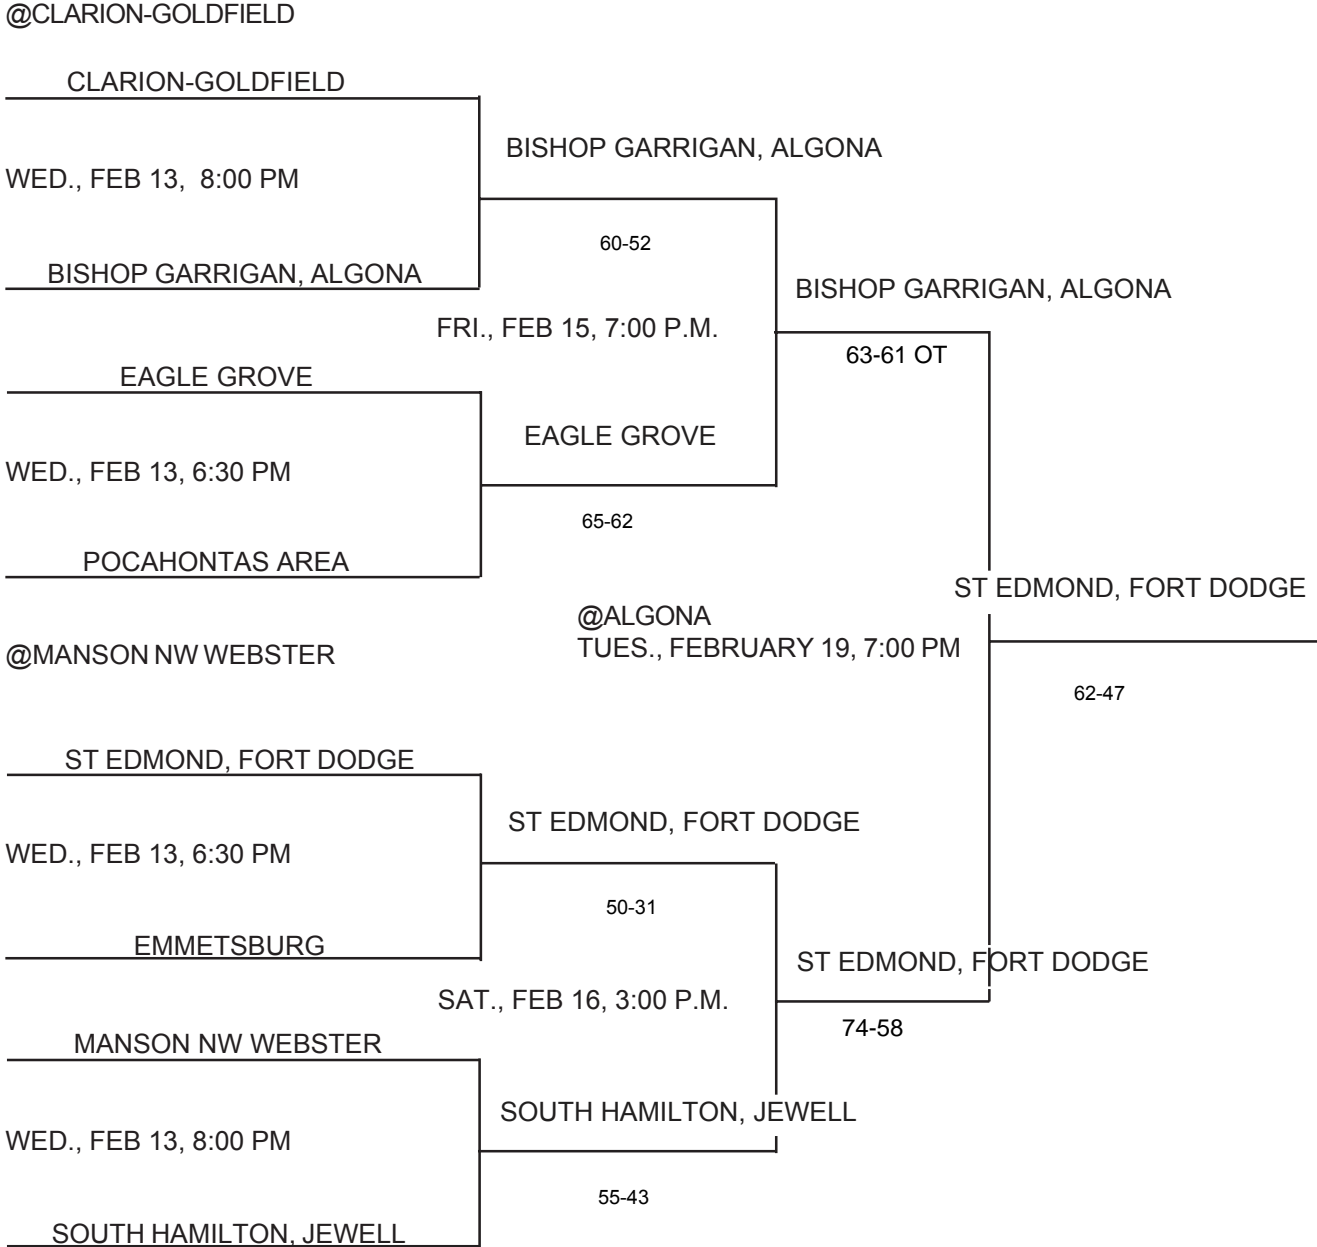 @CLARION-GOLDFIELD
CLARION-GOLDFIELD
BISHOP GARRIGAN, ALGONA
WED., FEB 13, 8:00 PM
60-52
BISHOP GARRIGAN, ALGONA
BISHOP GARRIGAN, ALGONA
FRI., FEB 15, 7:00 P.M.
63-61 OT
EAGLE GROVE
EAGLE GROVE
WED., FEB 13, 6:30 PM
65-62
POCAHONTAS AREA
ST EDMOND, FORT DODGE
@ALGONA
TUES., FEBRUARY 19, 7:00 PM
@MANSON NW WEBSTER
62-47
ST EDMOND, FORT DODGE
ST EDMOND, FORT DODGE
WED., FEB 13, 6:30 PM
50-31
EMMETSBURG
ST EDMOND, FORT DODGE
SAT., FEB 16, 3:00 P.M.
74-58
MANSON NW WEBSTER
SOUTH HAMILTON, JEWELL
WED., FEB 13, 8:00 PM
55-43
SOUTH HAMILTON, JEWELL